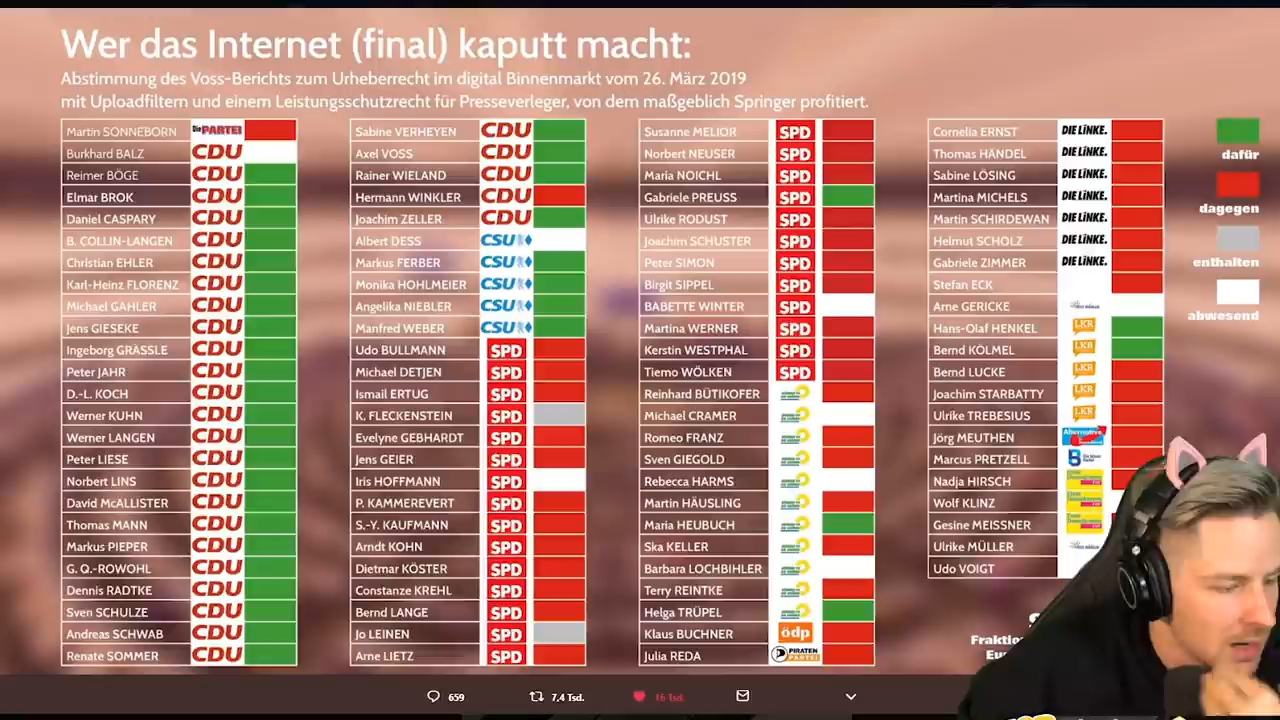 Wer das Internet (final) kaputt macht:
Abstimmung des Voss-Berichts zum Urheberrecht im digital Binnenmarkt vom 26. März 2019
mit Uploadfiltern und einem Leistungsschutzrecht für Presseverleger, von dem maßgeblich Springer profitiert.
Martin SONNEBORN Die PARTEI
Burkhard BALZ CDU
Reimer BÖGE CDU
Elmar BROK CDU
Daniel CASPARY CDU
B. COLLIN-LANGEN CDU
Christian EHLER CDU
Karl-Heinz FLORENZ CDU
Michael GAHLER CDU
Jens GIESEKE CDU
Ingeborg GRÄSSLE CDU
Peter JAHR CDU
D.-L. KOCH CDU
Werner KUHN CDU
Werner LANGEN CDU
Peter LIESE CDU
Norbert LINS CDU
David McALLISTER CDU
Thomas MANN CDU
Markus PIEPER CDU
G. Q.-ROWOHL CDU
Dennis RADTKE CDU
Sven SCHULZE CDU
Andreas SCHWAB CDU
Renate SOMMER CDU
Sabine VERHEYEN CDU
Axel VOSS CDU
Rainer WIELAND CDU
Hermann WINKLER CDU
Joachim ZELLER CDU
Albert DESS CSU
Markus FERBER CSU
Monika HOHLMEIER CSU
Angelika NIEBLER CSU
Manfred WEBER CSU
Udo BULLMANN SPD
Michael DETJEN SPD
Ismail ERTUG SPD
K. FLECKENSTEIN SPD
Evelyne GEBHARDT SPD
Jens GEIER SPD
Iris HOFFMANN SPD
P. KAMMEREVERT SPD
S.-Y. KAUFMANN SPD
Arndt KOHN SPD
Dietmar KÖSTER SPD
Constanze KREHL SPD
Bernd LANGE SPD
Jo LEINEN SPD
Arne LIETZ SPD
Susanne MELIOR SPD
Norbert NEUSER SPD
Maria NOICHL SPD
Gabriele PREUSS SPD
Ulrike RODUST SPD
Joachim SCHUSTER SPD
Peter SIMON SPD
Birgit SIPPEL SPD
BABETTE WINTER SPD
Martina WERNER SPD
Kerstin WESTPHAL SPD
Tiemo WÖLKEN SPD
Reinhard BÜTIKOFER
Michael CRAMER
Romeo FRANZ
Sven GIEGOLD
Rebecca HARMS
Martin HÄUSLING
Maria HEUBUCH
Ska KELLER
Barbara LOCHBIHLER
Terry REINTKE
Helga TRÜPEL
Klaus BUCHNER ödp
Julia REDA PIRATEN PARTEI
Cornelia ERNST DIE LINKE.
Thomas HÄNDEL DIE LINKE.
Sabine LÖSING DIE LINKE.
Martina MICHELS DIE LINKE.
Martin SCHIRDEWAN DIE LINKE.
Helmut SCHOLZ DIE LINKE.
Gabriele ZIMMER DIE LINKE.
Stefan ECK
Arne GERICKE
Hans-Olaf HENKEL LKR
Bernd KÖLMEL LKR
Bernd LUCKE LKR
Joachim STARBATTY LKR
Ulrike TREBESIUS LKR
Jörg MEUTHEN Alternative
Marcus PRETZELL
Nadja HIRSCH
Wolf KLINZ
Gesine MEISSNER
Ulrike MÜLLER
Udo VOIGT
dafür
dagegen
enthalten
abwesend
659 7,4 Tsd. 16 Tsd.